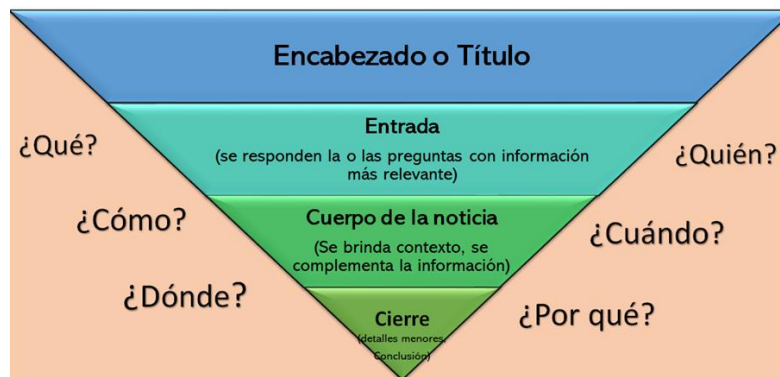 Encabezado o Título
Entrada
(se responden la o las preguntas con información
más relevante)
¿Qué?
¿Quién?
Cuerpo de la noticia
(Se brinda contexto, se
complementa la información)
¿Cómo?
¿Cuándo?
¿Dónde?
¿Por qué?
Cierre
(detalles menores,
Conclusión)